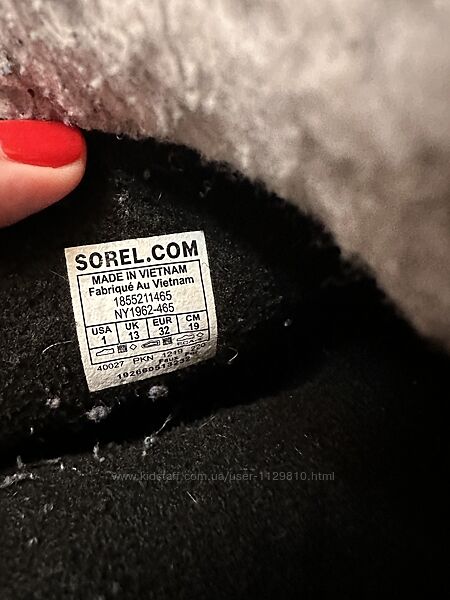 SOREL.COM
MADE IN VIETNAM
Fabriqué Au Vietnam
1855211465
NY1962-465
USA UK EUR CM
1 13 32 19
40027 PKN
www.kidstaff.com.ua/user-1129810.html